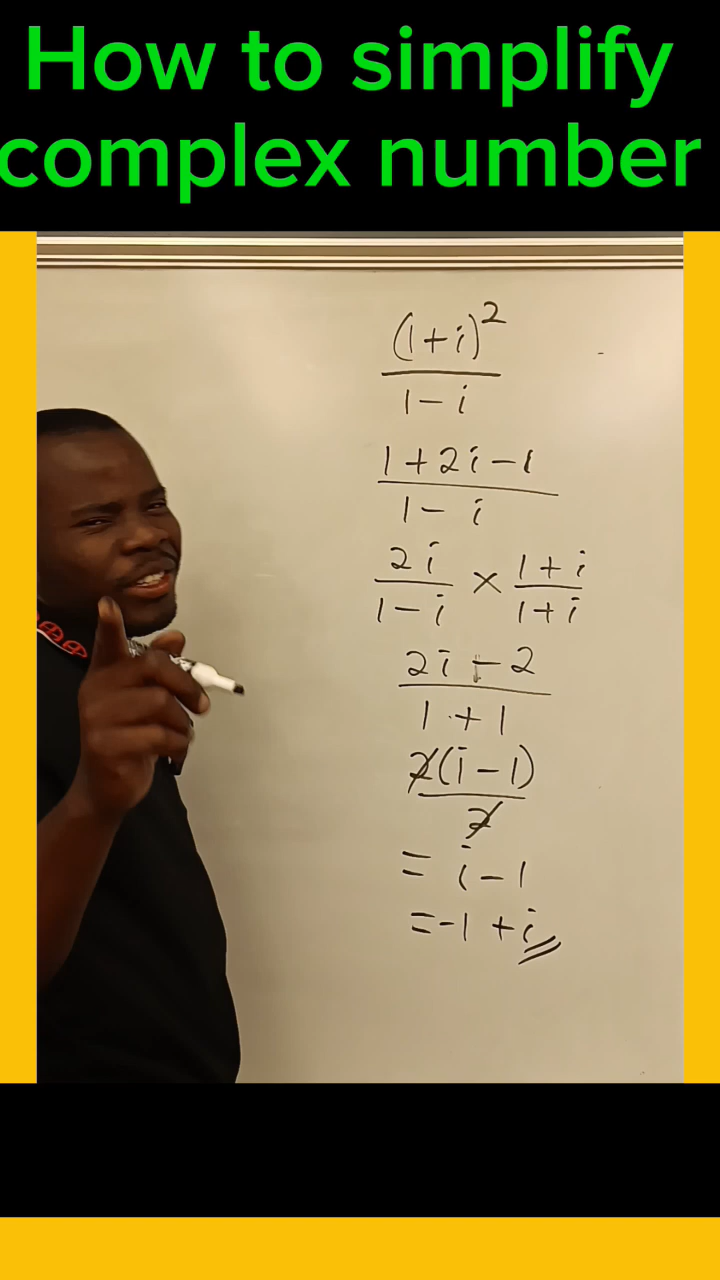 How to simplify
complex number
(1+i)²
1-i
1+2i-1
1-i
2i × 1+i
1-i 1+i
2i-2
1+1
2(i-1)
2
= i-1
=-1+i